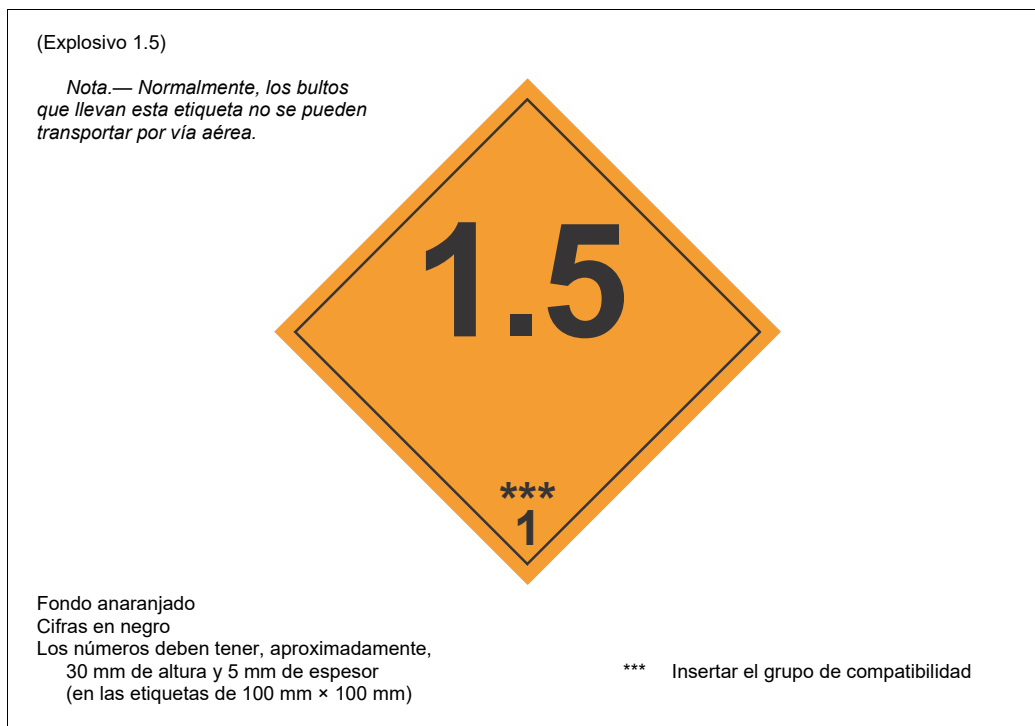 (Explosivo 1.5)
Nota.— Normalmente, los bultos
que llevan esta etiqueta no se pueden
transportar por vía aérea.
1.5
***
1
Fondo anaranjado
Cifras en negro
Los números deben tener, aproximadamente,
30 mm de altura y 5 mm de espesor
(en las etiquetas de 100 mm × 100 mm)
*** Insertar el grupo de compatibilidad